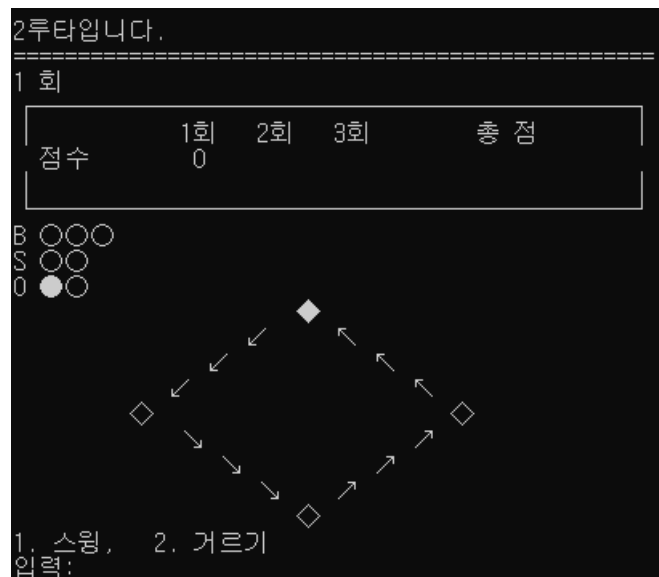 2루타입니다.
==================================================
1 회
1회 2회 3회 총 점
점수 0
B ○○○
S ○○
O ●○
1. 스윙, 2. 거르기
입력: